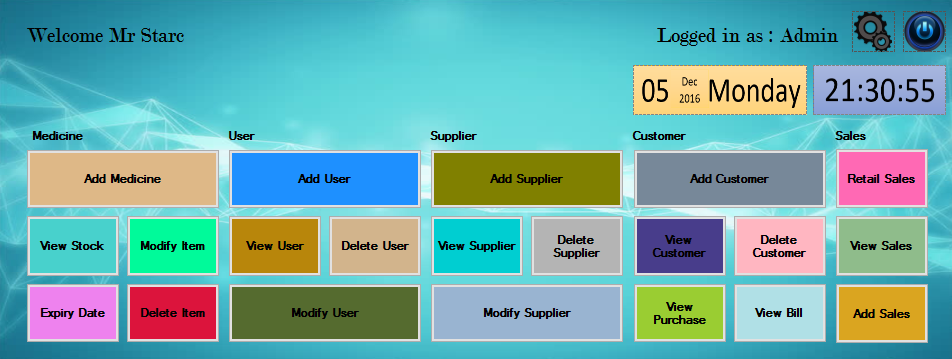 Welcome Mr Starc
Logged in as : Admin
05 Dec 2016 Monday
21:30:55
Medicine
User
Supplier
Customer
Sales
Add Medicine
Add User
Add Supplier
Add Customer
Retail Sales
View Stock
Modify Item
View User
Delete User
View Supplier
Delete
Supplier
View
Customer
Delete
Customer
View Sales
Expiry Date
Delete Item
Modify User
Modify Supplier
View
Purchase
View Bill
Add Sales